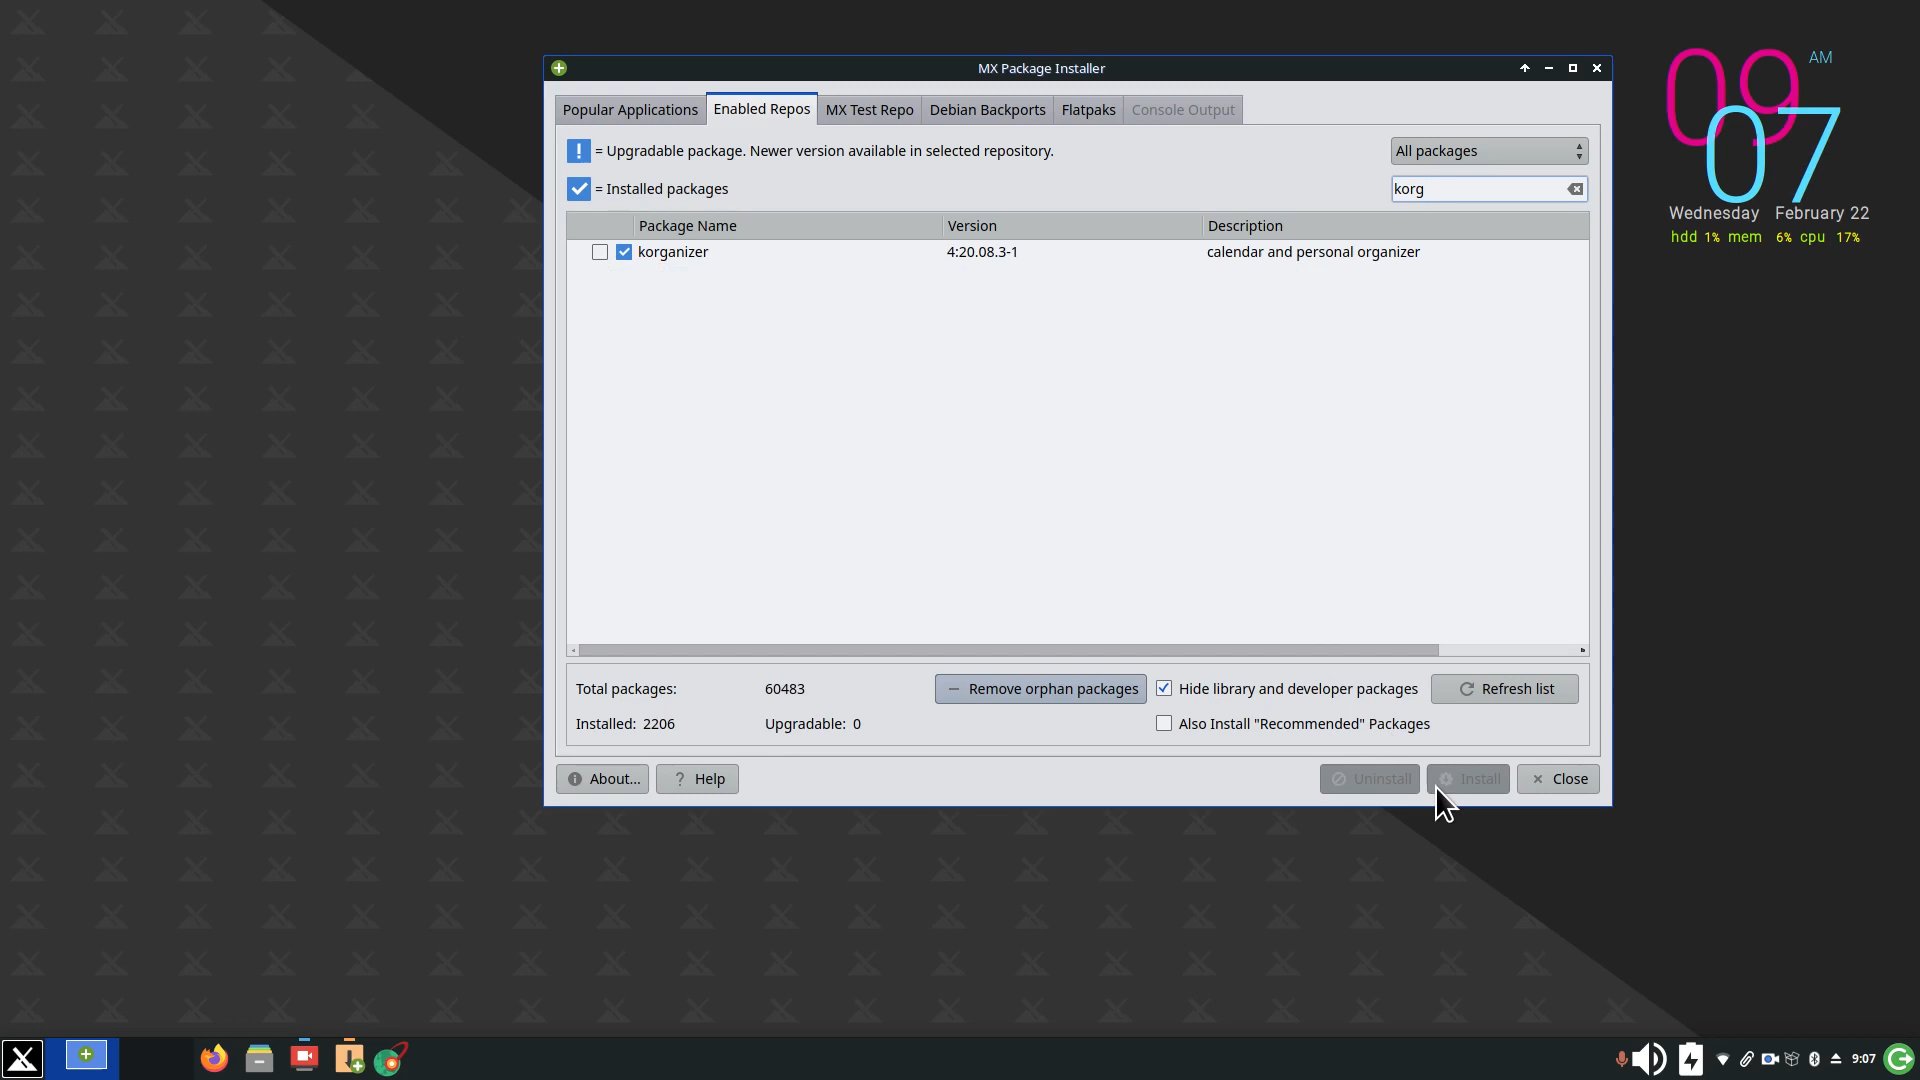 MX Package Installer
Popular Applications
Enabled Repos
MX Test Repo
Debian Backports
Flatpaks
Console Output
! = Upgradable package. Newer version available in selected repository.
All packages
= Installed packages
korg
Package Name Version Description
korganizer 4:20.08.3-1 calendar and personal organizer
Total packages: 60483
Remove orphan packages
Hide library and developer packages
Refresh list
Installed: 2206 Upgradable: 0
Also Install "Recommended" Packages
About...
? Help
Uninstall
Install
Close
09 AM
07
Wednesday February 22
hdd 1% mem 6% cpu 17%
9:07